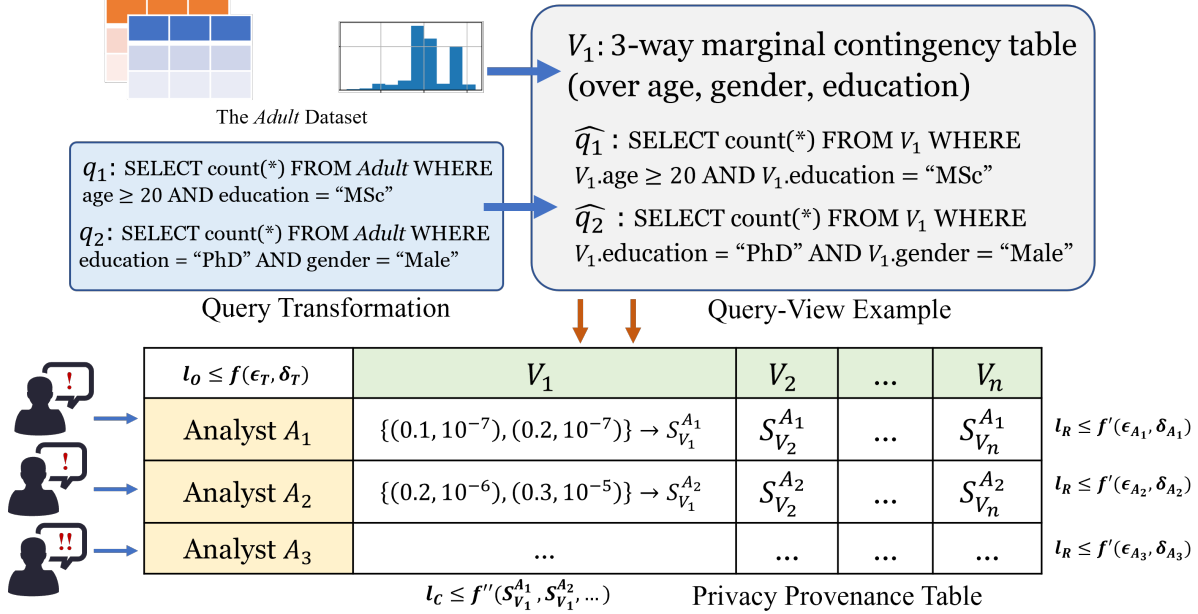 The Adult Dataset
V₁: 3-way marginal contingency table
(over age, gender, education)
q̂₁ : SELECT count(*) FROM V₁ WHERE
V₁.age ≥ 20 AND V₁.education = “MSc”
q̂₂ : SELECT count(*) FROM V₁ WHERE
V₁.education = “PhD” AND V₁.gender = “Male”
q₁: SELECT count(*) FROM Adult WHERE
age ≥ 20 AND education = “MSc”
q₂: SELECT count(*) FROM Adult WHERE
education = “PhD” AND gender = “Male”
Query Transformation
Query-View Example
l_O ≤ f(ϵ_T, δ_T) V₁ V₂ ... Vₙ
! Analyst A₁ {(0.1, 10⁻⁷), (0.2, 10⁻⁷)} → S_{V₁}^{A₁} S_{V₂}^{A₁} ... S_{Vₙ}^{A₁} l_R ≤ f′(ϵ_{A₁}, δ_{A₁})
!! Analyst A₂ {(0.2, 10⁻⁶), (0.3, 10⁻⁵)} → S_{V₁}^{A₂} S_{V₂}^{A₂} ... S_{Vₙ}^{A₂} l_R ≤ f′(ϵ_{A₂}, δ_{A₂})
!! Analyst A₃ ... ... ... ... l_R ≤ f′(ϵ_{A₃}, δ_{A₃})
l_C ≤ f′′(S_{V₁}^{A₁}, S_{V₁}^{A₂}, ...)
Privacy Provenance Table